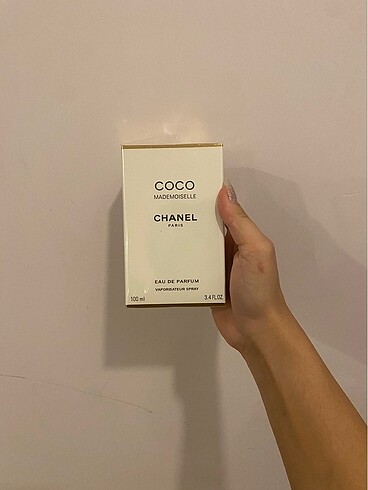 COCO
MADEMOISELLE
CHANEL
PARIS
EAU DE PARFUM
VAPORISATEUR SPRAY
100 ml 3.4 FL.OZ.